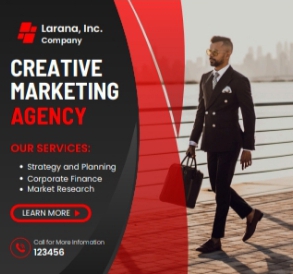 Larana, Inc.
Company
CREATIVE
MARKETING
AGENCY
OUR SERVICES:
Strategy and Planning
Corporate Finance
Market Research
LEARN MORE
Call for More Infomation
123456